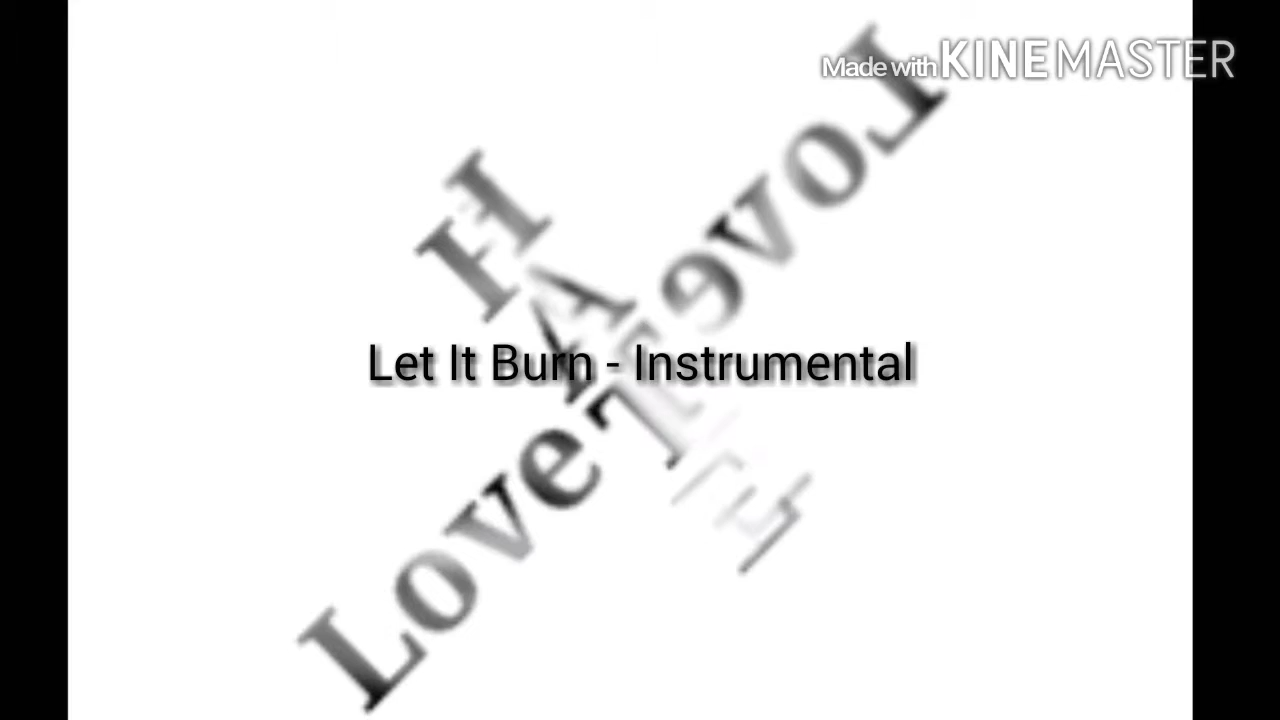 Made with KINEMASTER
Love
HATE
Let It Burn - Instrumental
Love